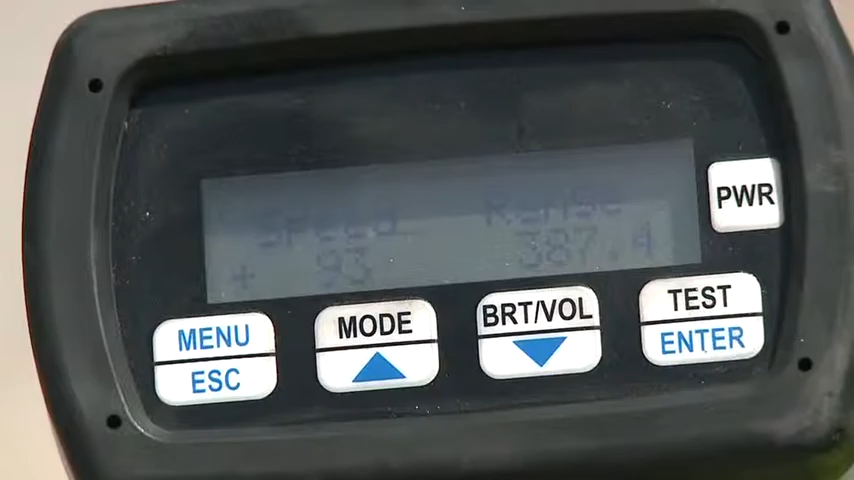 Speed Range
+ 93 387.4
PWR
MENU
ESC
MODE
BRT/VOL
TEST
ENTER